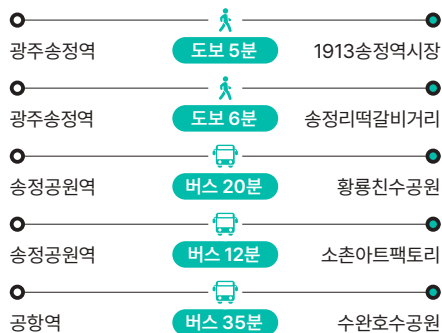 광주송정역 도보 5분 1913송정역시장
광주송정역 도보 6분 송정리떡갈비거리
송정공원역 버스 20분 황룡친수공원
송정공원역 버스 12분 소촌아트팩토리
공항역 버스 35분 수완호수공원